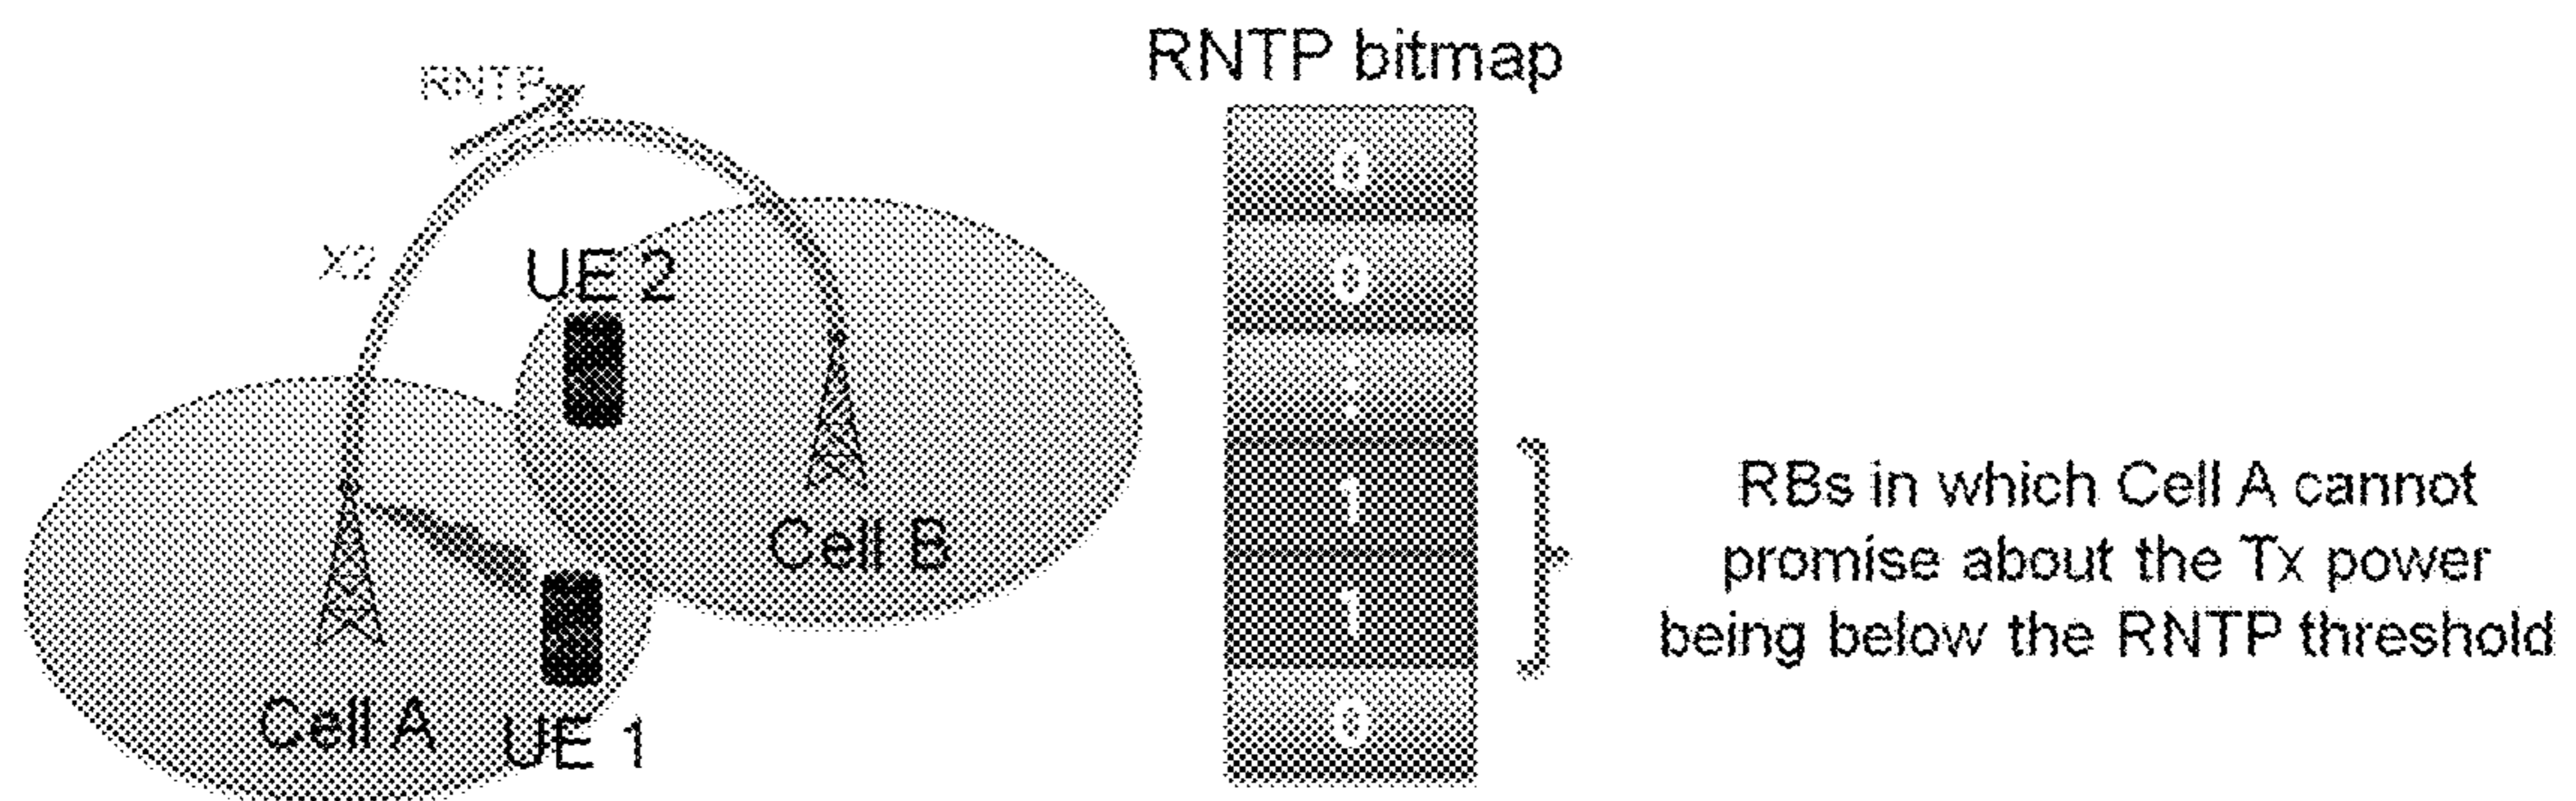 RNTP bitmap
RNTP
X2
UE 2
Cell B
Cell A
UE 1
0
0
:
1
1
0
RBs in which Cell A cannot
promise about the Tx power
being below the RNTP threshold